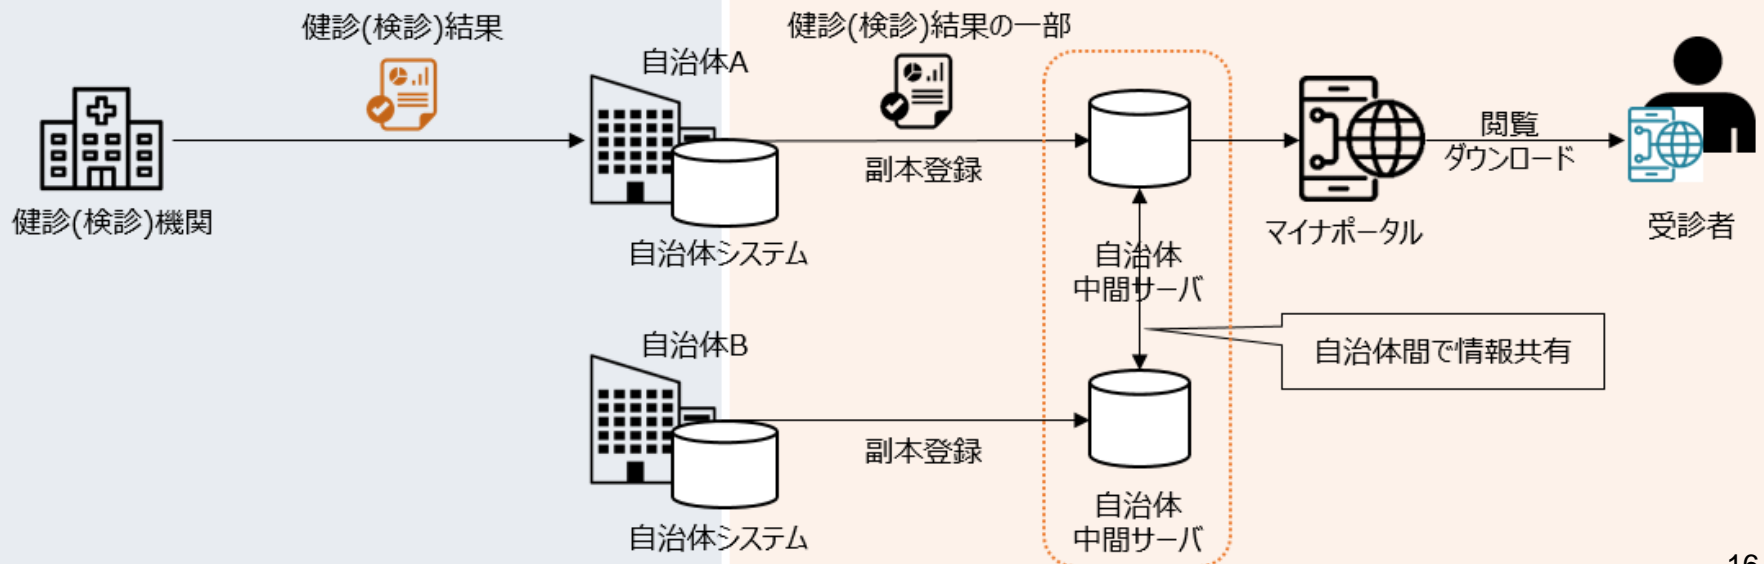 健診(検診)結果
健診(検診)結果の一部
自治体A
副本登録
閲覧
ダウンロード
健診(検診)機関
自治体システム
自治体
中間サーバ
マイナポータル
受診者
自治体B
自治体間で情報共有
副本登録
自治体システム
自治体
中間サーバ
16